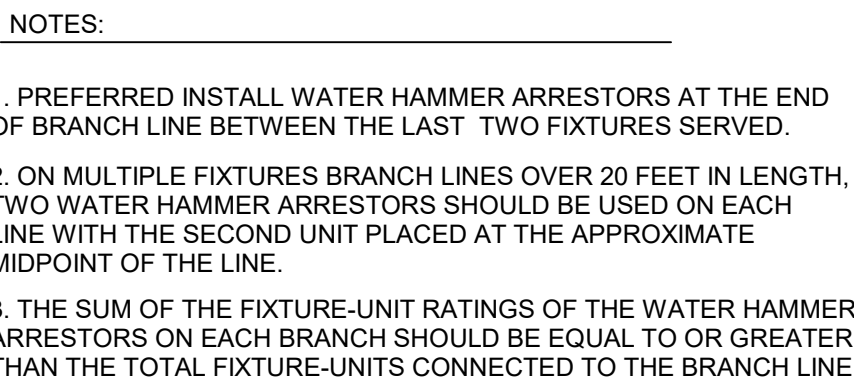 NOTES:
. PREFERRED INSTALL WATER HAMMER ARRESTORS AT THE END
OF BRANCH LINE BETWEEN THE LAST TWO FIXTURES SERVED.
2. ON MULTIPLE FIXTURES BRANCH LINES OVER 20 FEET IN LENGTH,
TWO WATER HAMMER ARRESTORS SHOULD BE USED ON EACH
LINE WITH THE SECOND UNIT PLACED AT THE APPROXIMATE
MIDPOINT OF THE LINE.
3. THE SUM OF THE FIXTURE-UNIT RATINGS OF THE WATER HAMMER
ARRESTORS ON EACH BRANCH SHOULD BE EQUAL TO OR GREATER
THAN THE TOTAL FIXTURE-UNITS CONNECTED TO THE BRANCH LINE